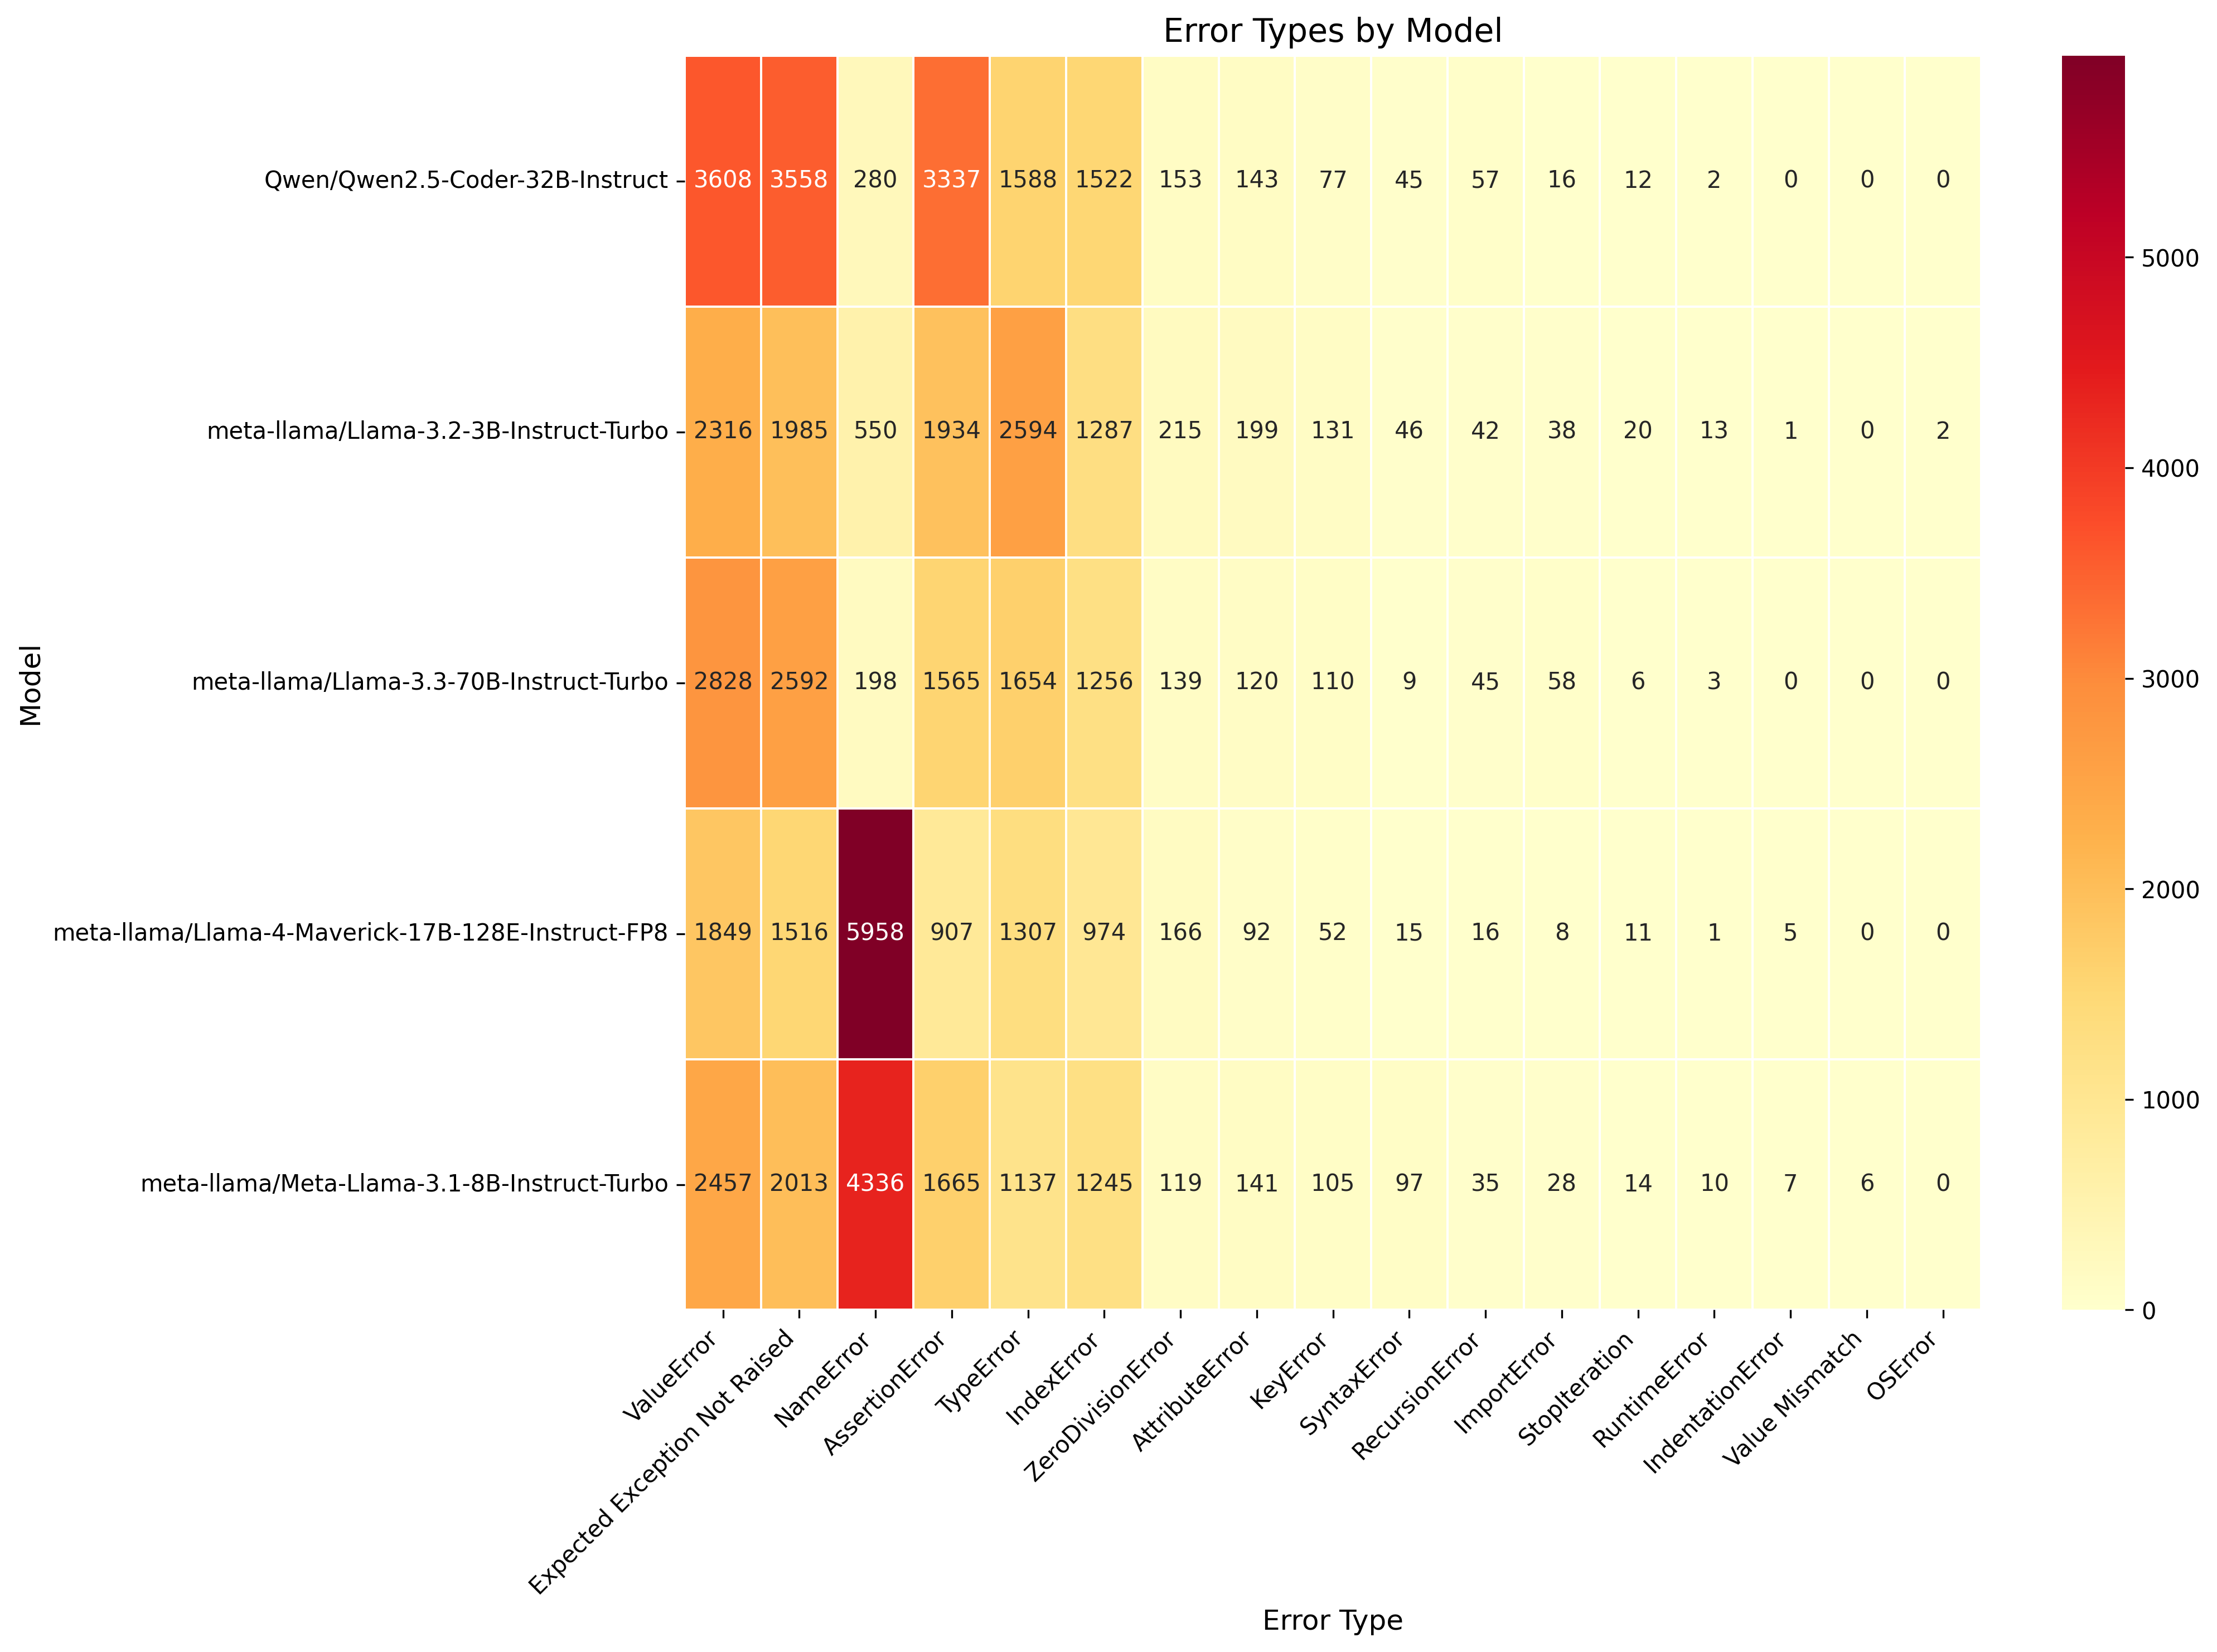 Error Types by Model
Qwen/Qwen2.5-Coder-32B-Instruct 3608 3558 280 3337 1588 1522 153 143 77 45 57 16 12 2 0 0 0
meta-llama/Llama-3.2-3B-Instruct-Turbo 2316 1985 550 1934 2594 1287 215 199 131 46 42 38 20 13 1 0 2
meta-llama/Llama-3.3-70B-Instruct-Turbo 2828 2592 198 1565 1654 1256 139 120 110 9 45 58 6 3 0 0 0
meta-llama/Llama-4-Maverick-17B-128E-Instruct-FP8 1849 1516 5958 907 1307 974 166 92 52 15 16 8 11 1 5 0 0
meta-llama/Meta-Llama-3.1-8B-Instruct-Turbo 2457 2013 4336 1665 1137 1245 119 141 105 97 35 28 14 10 7 6 0
Model
ValueError
Expected Exception Not Raised
NameError
AssertionError
TypeError
IndexError
ZeroDivisionError
AttributeError
KeyError
SyntaxError
RecursionError
ImportError
StopIteration
RuntimeError
IndentationError
Value Mismatch
OSError
Error Type
5000
4000
3000
2000
1000
0